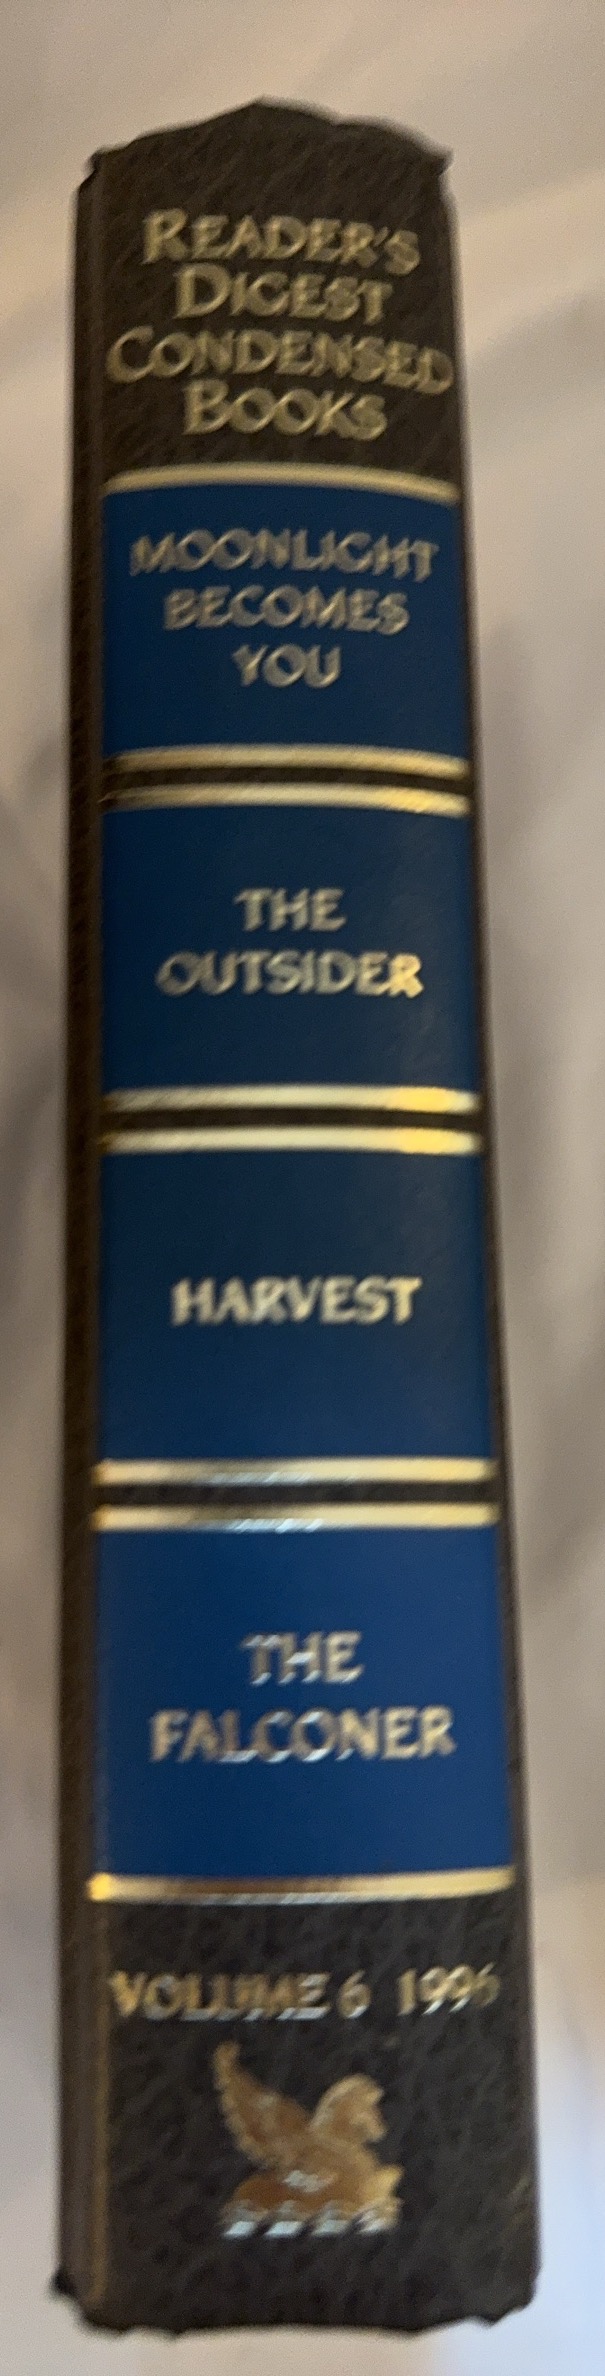 READER'S
DIGEST
CONDENSED
BOOKS
MOONLIGHT
BECOMES
YOU
THE
OUTSIDER
HARVEST
THE
FALCONER
VOLUME 6 1996